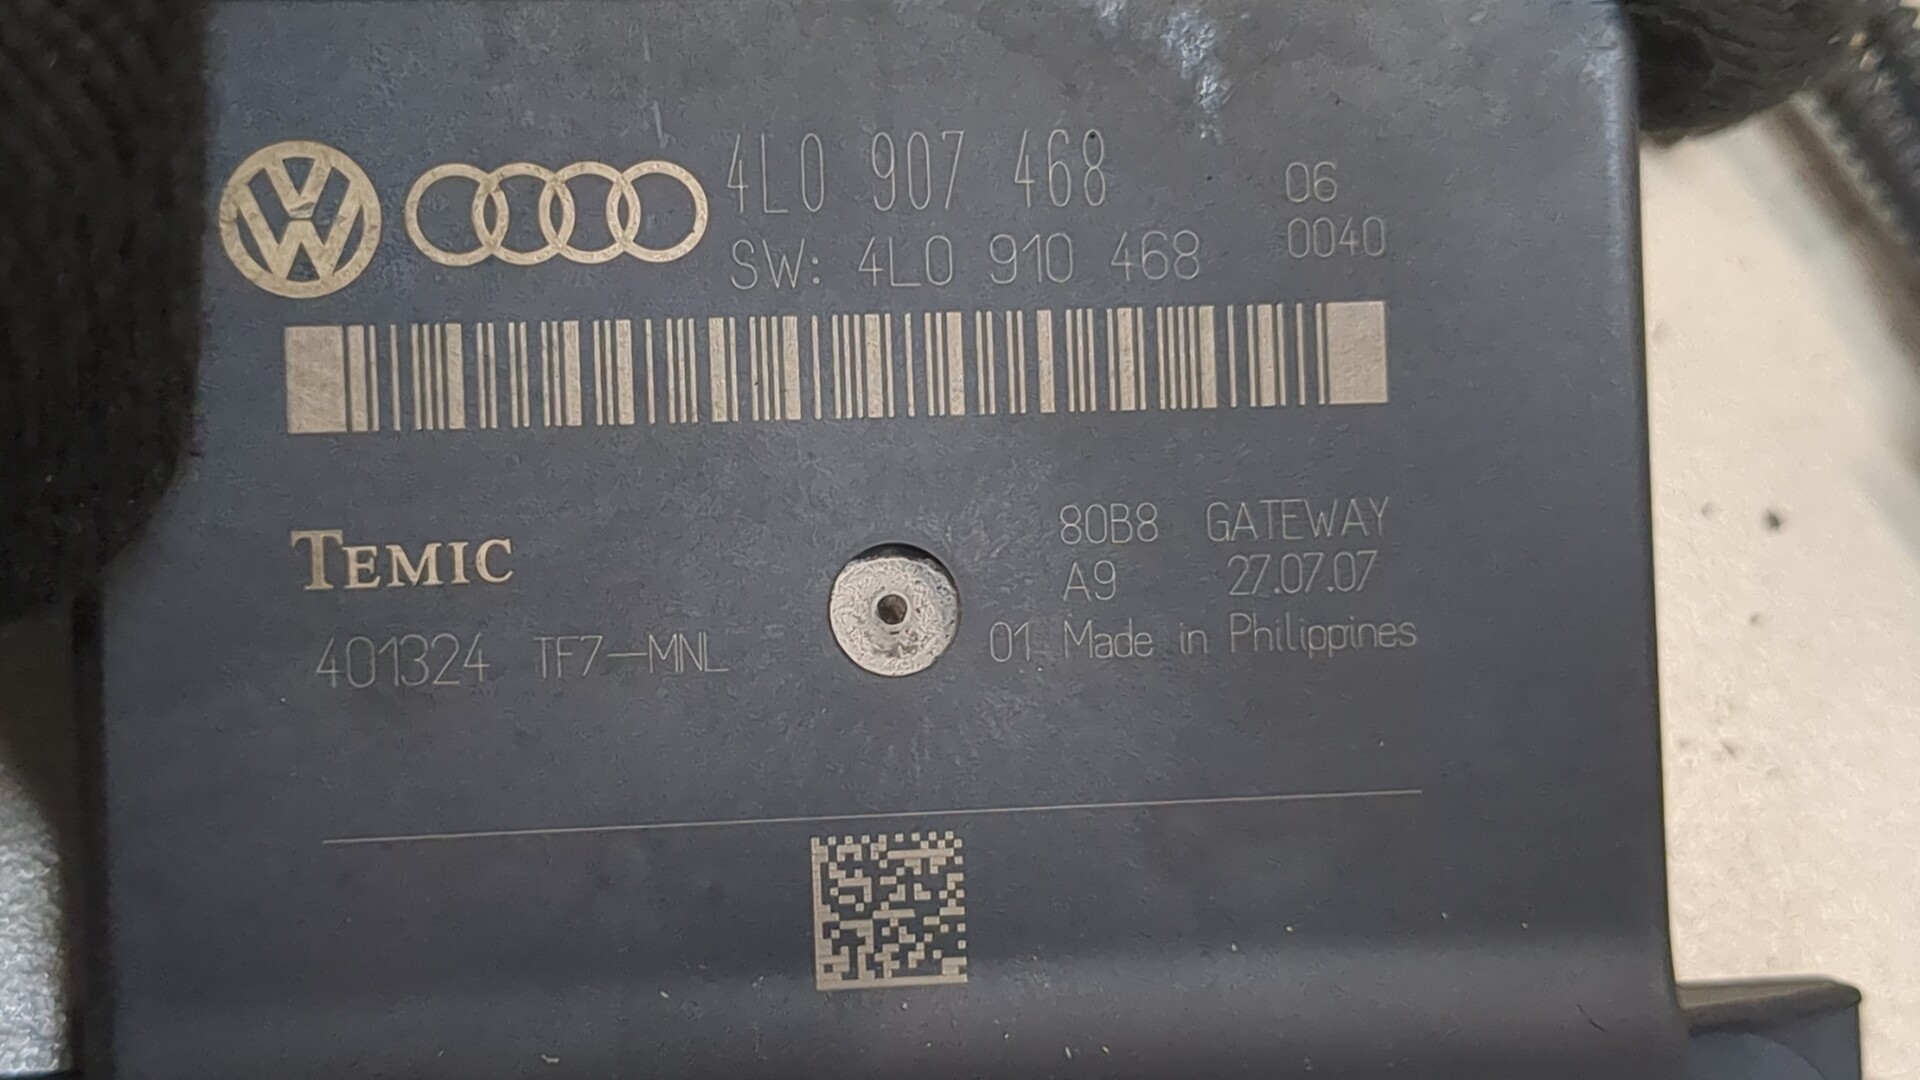 4L0 907 468 06
SW: 4L0 910 468 0040
TEMIC
80B8 GATEWAY
A9 27.07.07
401324 TF7-MNL 01 Made in Philippines